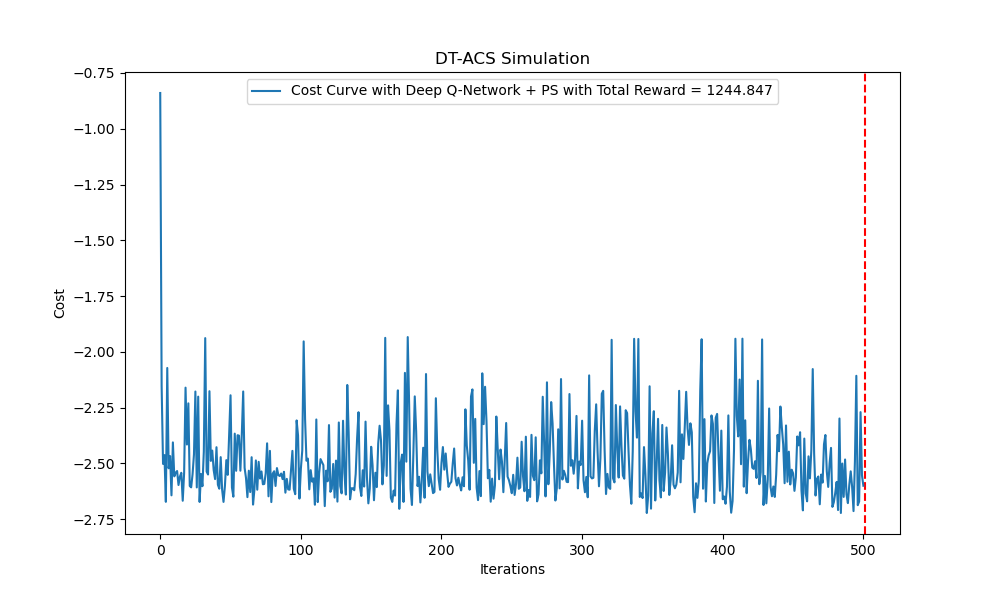 DT-ACS Simulation
Cost Curve with Deep Q-Network + PS with Total Reward = 1244.847
Cost
−0.75
−1.00
−1.25
−1.50
−1.75
−2.00
−2.25
−2.50
−2.75
0 100 200 300 400 500
Iterations